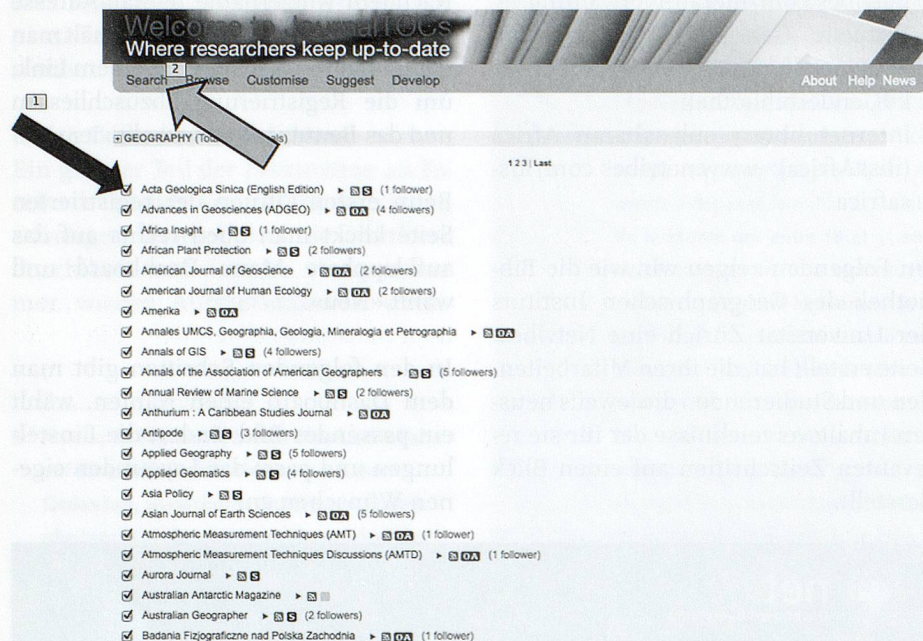 Welcome to JournalTOCs
Where researchers keep up-to-date
Search Browse Customise Suggest Develop About Help News
1
2
GEOGRAPHY
1 2 3 | Last
Acta Geologica Sinica (English Edition) S (1 follower)
Advances in Geosciences (ADGEO) OA (4 followers)
Africa Insight S (1 follower)
S (2 followers)
American Journal of Geoscience OA (2 followers)
American Journal of Human Ecology OA (2 followers)
Amerika OA
Annales UMCS, Geographia, Geologia, Mineralogia et Petrographia OA
Annals of GIS S (4 followers)
Annals of the Association of American Geographers S (5 followers)
Annual Review of Marine Science S (2 followers)
Anthurium : A Caribbean Studies Journal OA
Antipode S (3 followers)
Applied Geography S (5 followers)
Applied Geomatics S (4 followers)
Asia Policy S
Asian Journal of Earth Sciences OA (5 followers)
Atmospheric Measurement Techniques (AMT) OA (1 follower)
Atmospheric Measurement Techniques Discussions (AMTD) OA (1 follower)
Aurora Journal S
Australian Antarctic Magazine
Australian Geographer S (2 followers)
Badania Fizjograficzne nad Polska Zachodnia OA (1 follower)